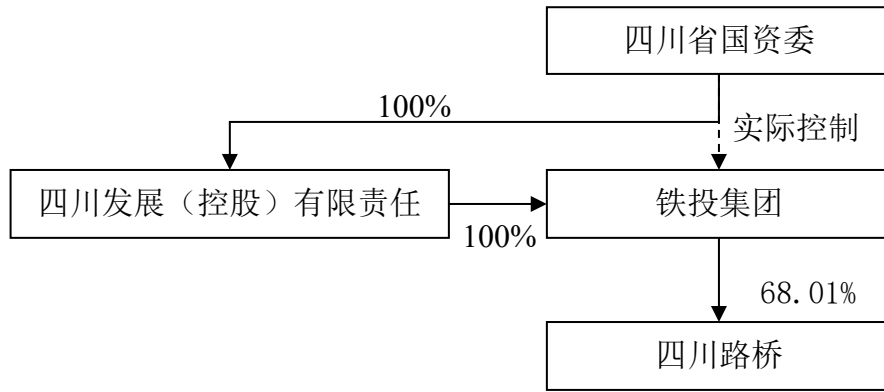 四川省国资委
100%
实际控制
四川发展（控股）有限责任
100%
铁投集团
68.01%
四川路桥